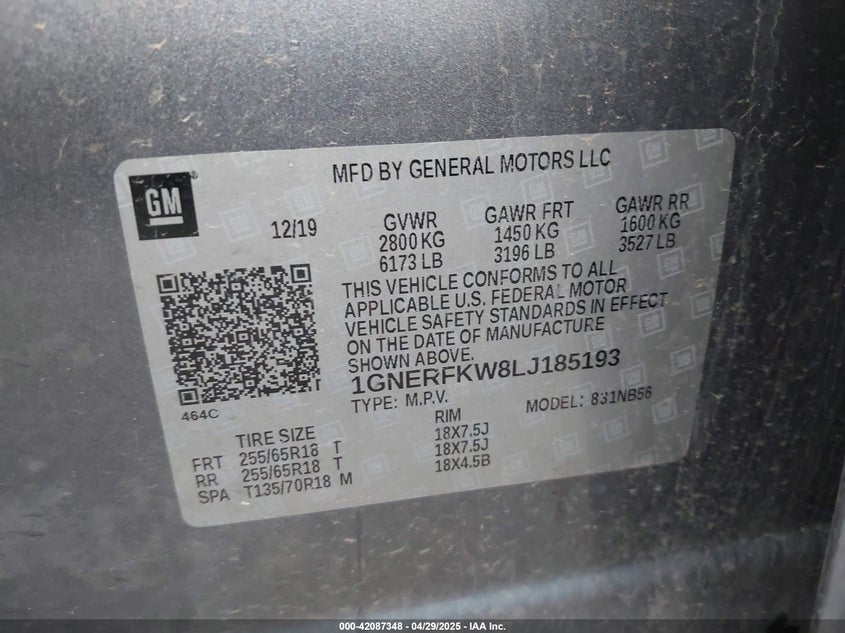 MFD BY GENERAL MOTORS LLC
GM
12/19
GVWR GAWR FRT GAWR RR
2800 KG 1450 KG 1600 KG
6173 LB 3196 LB 3527 LB
THIS VEHICLE CONFORMS TO ALL
APPLICABLE U.S. FEDERAL MOTOR
VEHICLE SAFETY STANDARDS IN EFFECT
ON THE DATE OF MANUFACTURE
SHOWN ABOVE.
1GNERFKW8LJ185193
TYPE: M.P.V. MODEL: 831NB56
464C
TIRE SIZE RIM
FRT 255/65R18 T 18X7.5J
RR 255/65R18 T 18X7.5J
SPA T135/70R18 M 18X4.5B
000-42087348 - 04/29/2025 - IAA Inc.